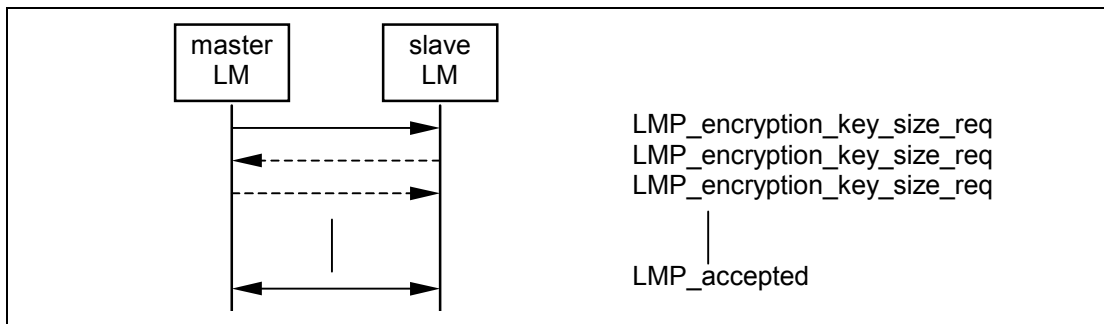 master
LM
slave
LM
LMP_encryption_key_size_req
LMP_encryption_key_size_req
LMP_encryption_key_size_req
LMP_accepted